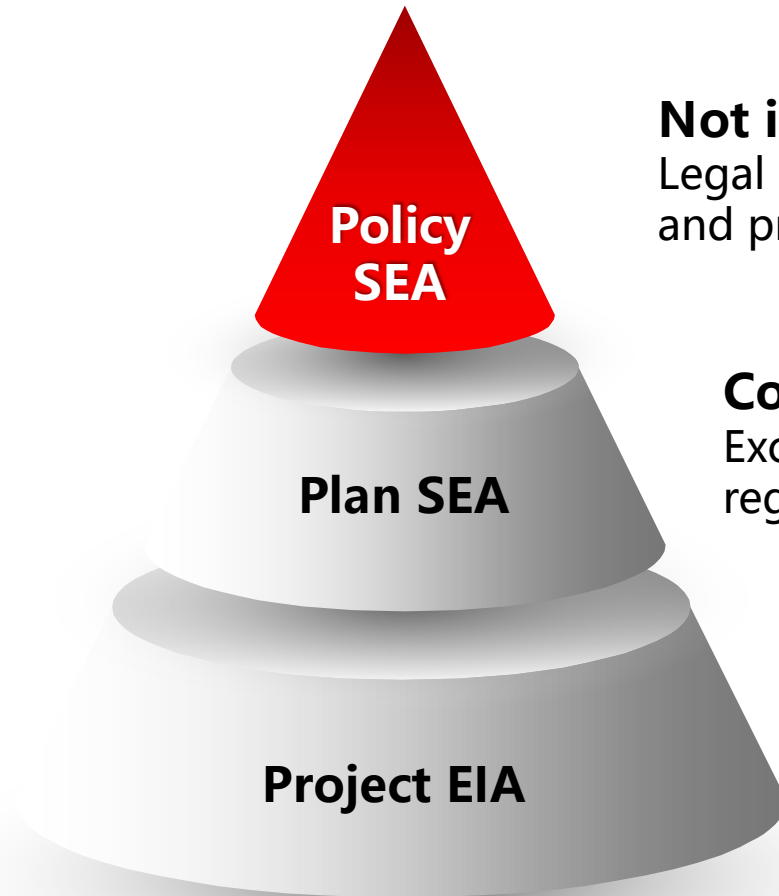 Not i
Legal
and pr
Policy
SEA
Co
Exc
reg
Plan SEA
Project EIA